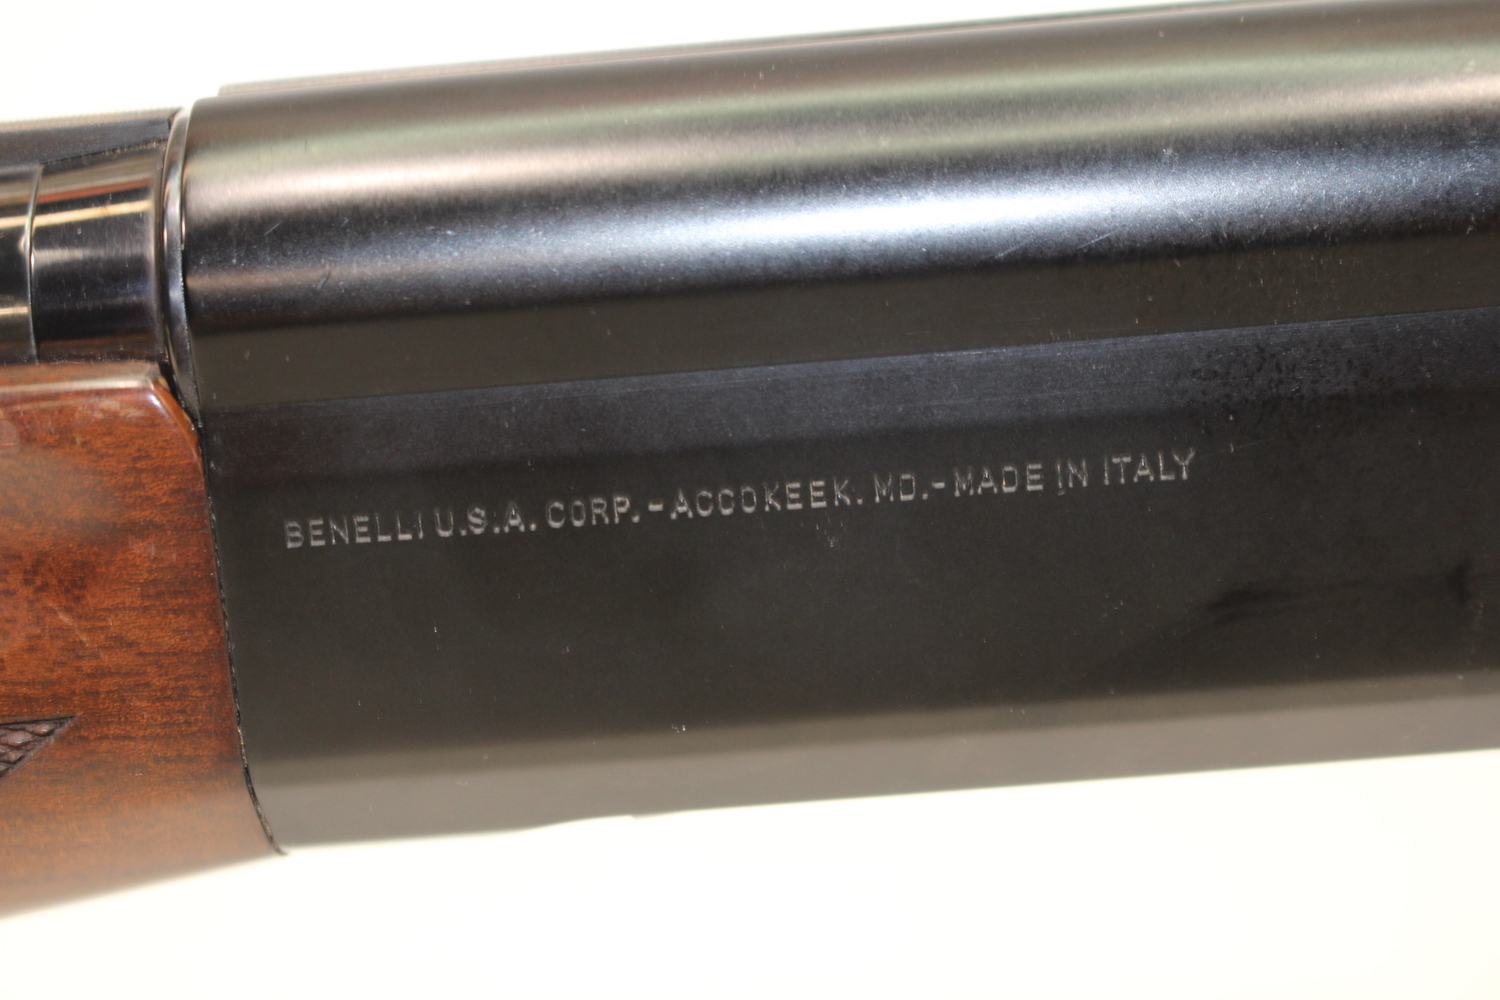 BENELLI U.S.A. CORP.-ACCOKEEK. MD.-MADE IN ITALY